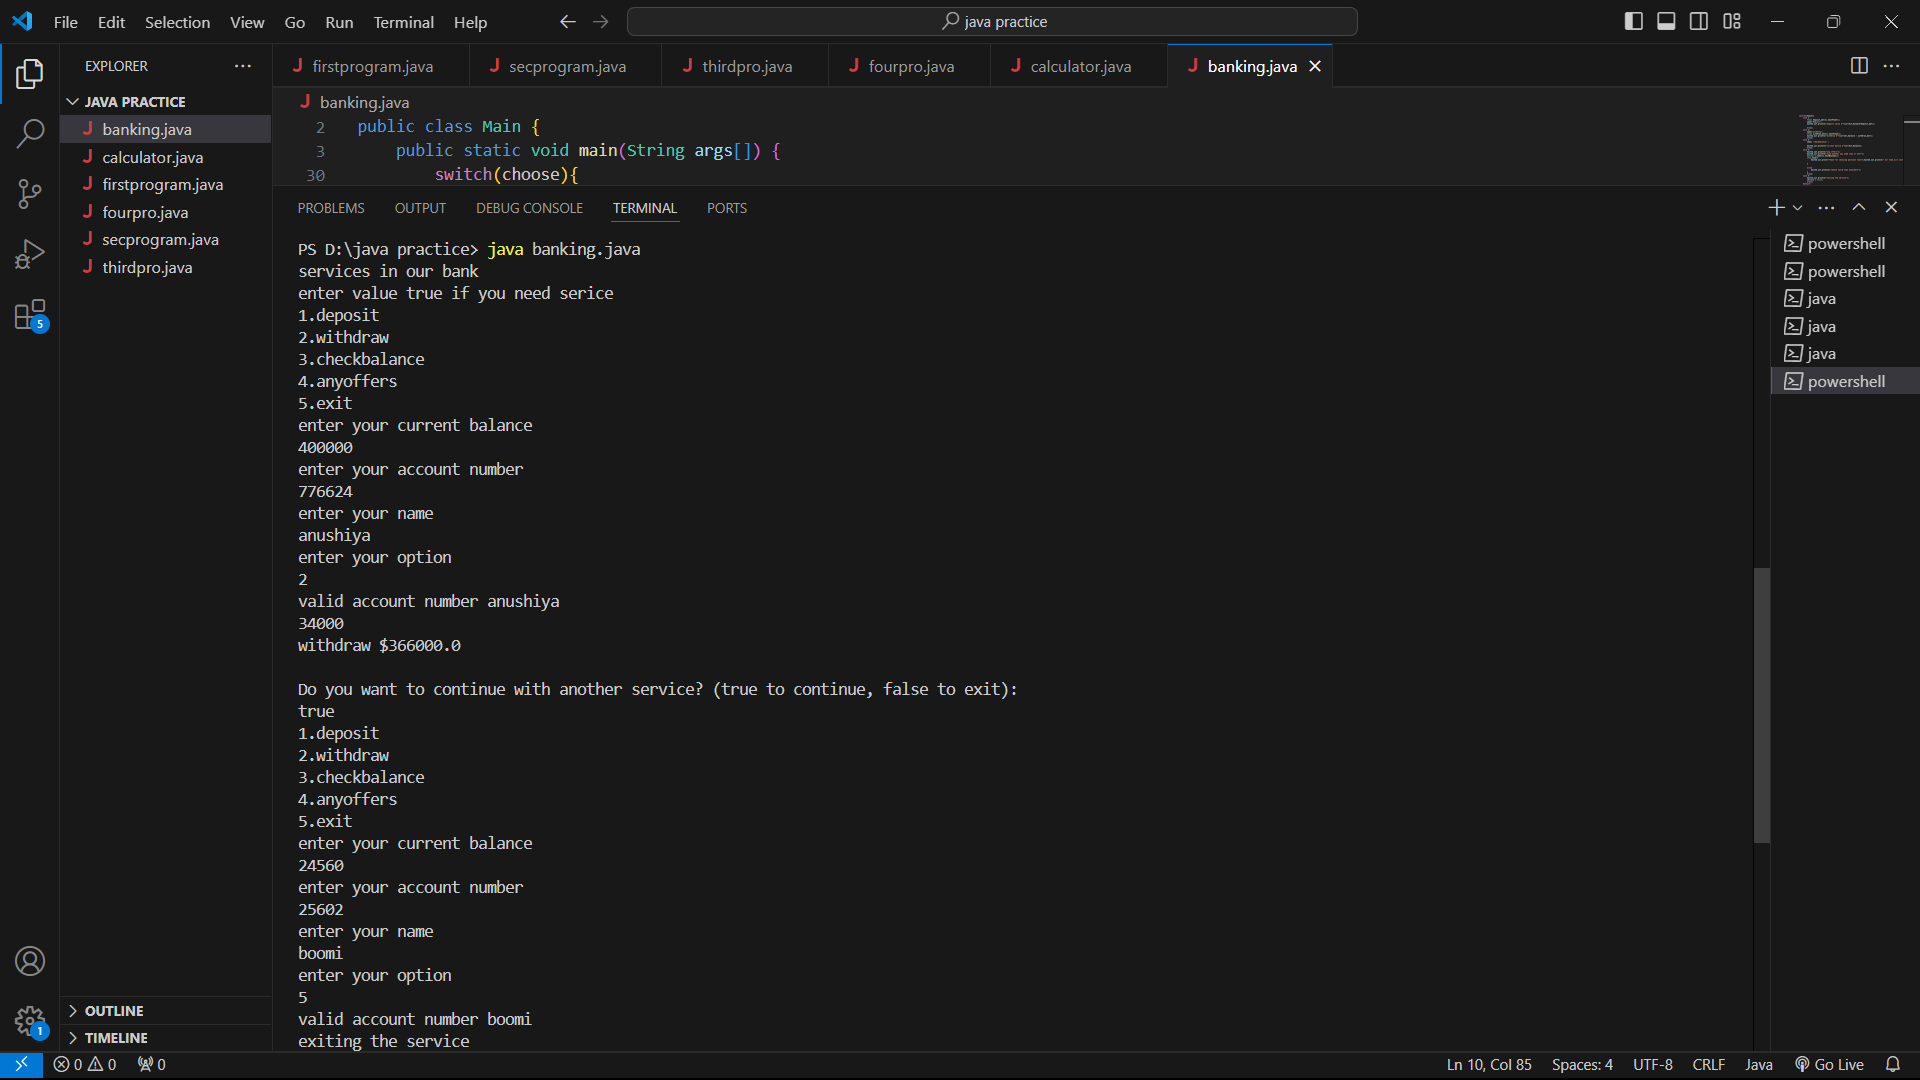 File Edit Selection View Go Run Terminal Help
java practice
EXPLORER
JAVA PRACTICE
banking.java
calculator.java
firstprogram.java
fourpro.java
secprogram.java
thirdpro.java
OUTLINE
TIMELINE
5
1
firstprogram.java secprogram.java thirdpro.java fourpro.java calculator.java banking.java
banking.java
2 public class Main {
3 public static void main(String args[]) {
30 switch(choose){
PROBLEMS OUTPUT DEBUG CONSOLE TERMINAL PORTS
PS D:\java practice> java banking.java
services in our bank
enter value true if you need serice
1.deposit
2.withdraw
3.checkbalance
4.anyoffers
5.exit
enter your current balance
400000
enter your account number
776624
enter your name
anushiya
enter your option
2
valid account number anushiya
34000
withdraw $366000.0
Do you want to continue with another service? (true to continue, false to exit):
true
1.deposit
2.withdraw
3.checkbalance
4.anyoffers
5.exit
enter your current balance
24560
enter your account number
25602
enter your name
boomi
enter your option
5
valid account number boomi
exiting the service
powershell
powershell
java
java
java
powershell
0 0 0 Ln 10, Col 85 Spaces: 4 UTF-8 CRLF Java Go Live